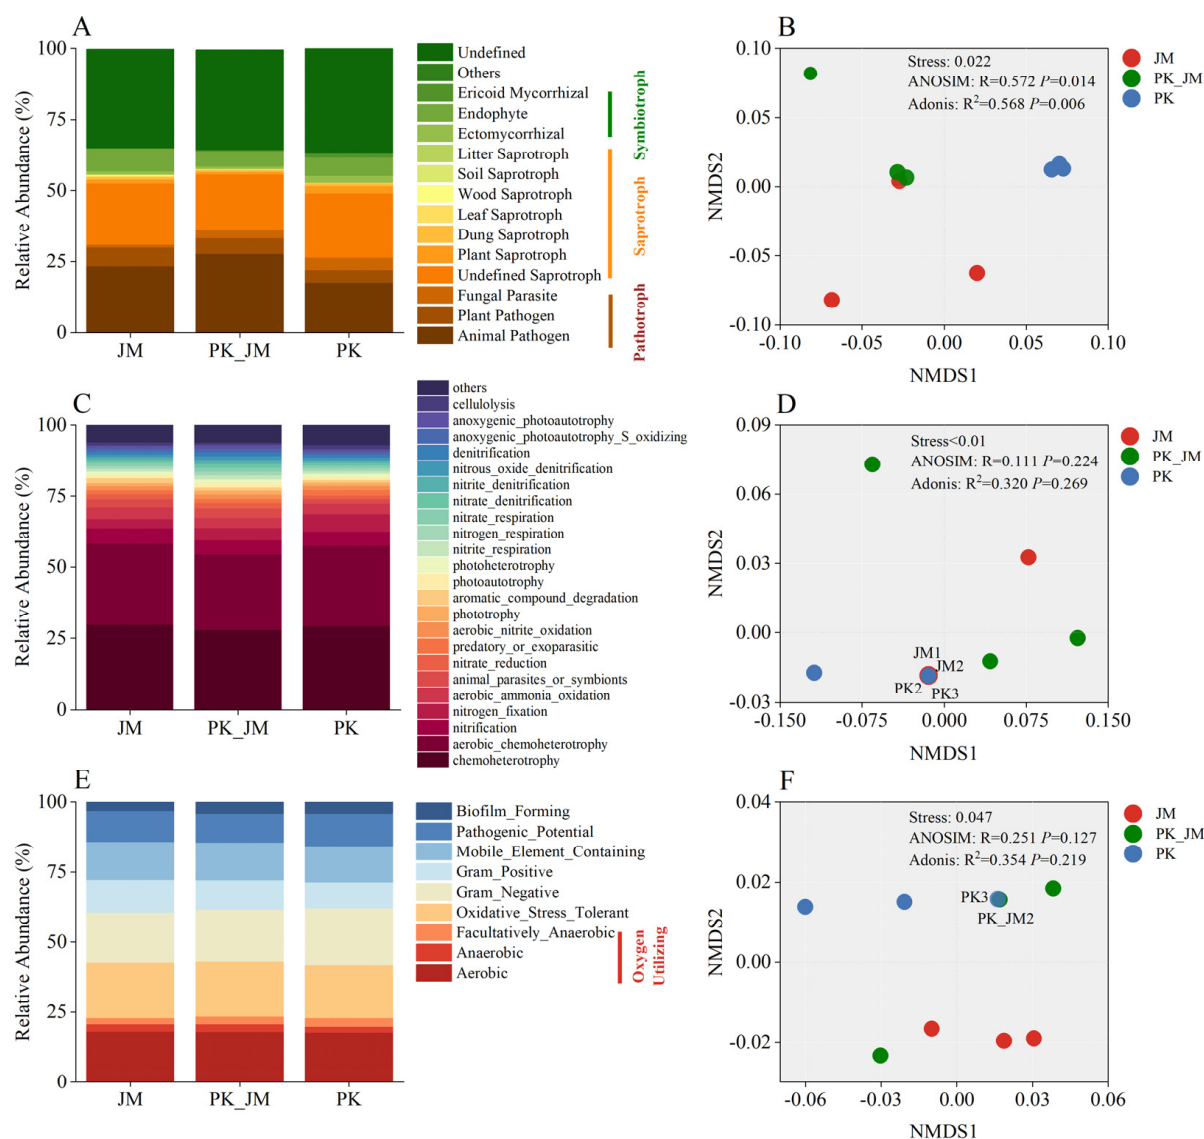 A
Relative Abundance (%)
100
75
50
25
0
JM
PK_JM
PK
Undefined
Others
Ericoid Mycorrhizal
Endophyte
Ectomycorrhizal
Litter Saprotroph
Soil Saprotroph
Wood Saprotroph
Leaf Saprotroph
Dung Saprotroph
Plant Saprotroph
Undefined Saprotroph
Fungal Parasite
Plant Pathogen
Animal Pathogen
Symbiotroph
Saprotroph
Pathotroph
B
NMDS2
0.10
0.05
0.00
-0.05
-0.10
-0.10
-0.05
0.00
0.05
0.10
NMDS1
Stress: 0.022
ANOSIM: R=0.572 P=0.014
Adonis: R²=0.568 P=0.006
JM
PK_JM
PK
C
Relative Abundance (%)
100
75
50
25
0
JM
PK_JM
PK
others
cellulolysis
anoxygenic_photoautotrophy
anoxygenic_photoautotrophy_S_oxidizing
denitrification
nitrous_oxide_denitrification
nitrite_denitrification
nitrate_denitrification
nitrate_respiration
nitrogen_respiration
nitrite_respiration
photoheterotrophy
photoautotrophy
aromatic_compound_degradation
phototrophy
aerobic_nitrite_oxidation
predatory_or_exoparasitic
nitrate_reduction
animal_parasites_or_symbionts
aerobic_ammonia_oxidation
nitrogen_fixation
nitrification
aerobic_chemoheterotrophy
chemoheterotrophy
D
NMDS2
0.09
0.06
0.03
0.00
-0.03
-0.150
-0.075
0.000
0.075
0.150
NMDS1
Stress<0.01
ANOSIM: R=0.111 P=0.224
Adonis: R²=0.320 P=0.269
JM1
JM2
PK2
PK3
JM
PK_JM
PK
E
Relative Abundance (%)
100
75
50
25
0
JM
PK_JM
PK
Biofilm_Forming
Pathogenic_Potential
Mobile_Element_Containing
Gram_Positive
Gram_Negative
Oxidative_Stress_Tolerant
Facultatively_Anaerobic
Anaerobic
Aerobic
Oxygen
Utilizing
F
NMDS2
0.04
0.02
0.00
-0.02
-0.06
-0.03
0.00
0.03
0.06
NMDS1
Stress: 0.047
ANOSIM: R=0.251 P=0.127
Adonis: R²=0.354 P=0.219
PK3
PK_JM2
JM
PK_JM
PK